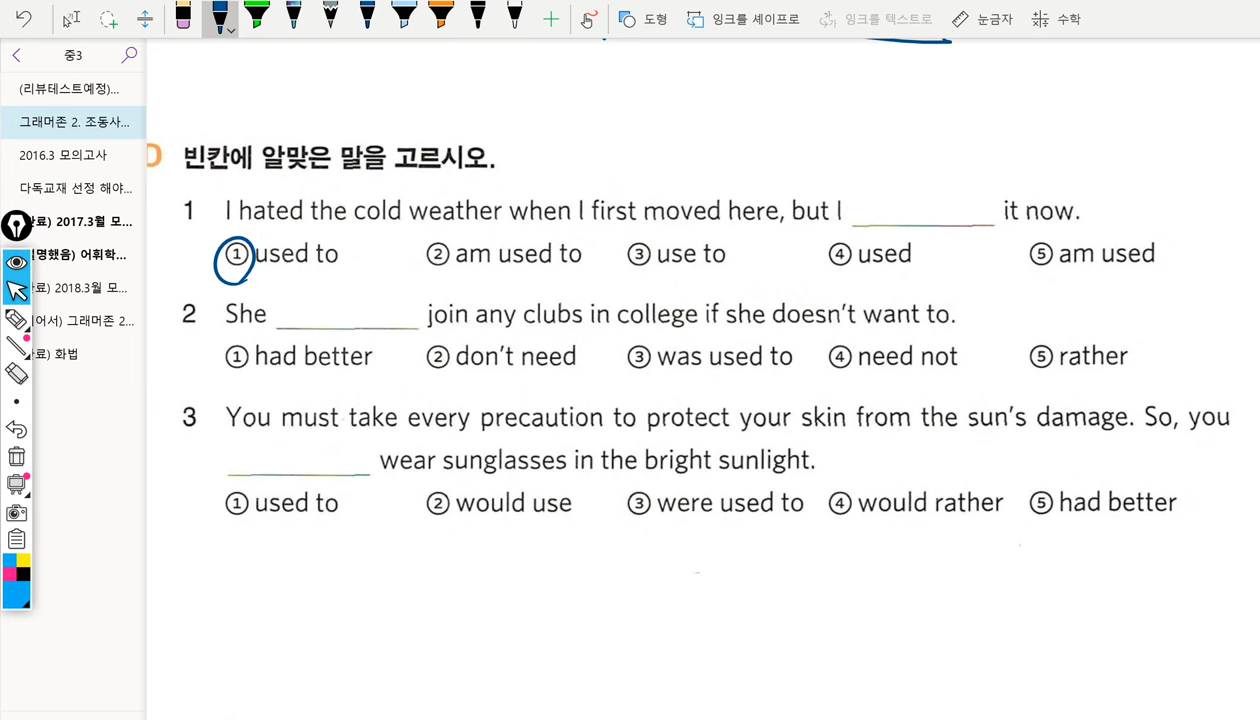 도형 잉크를 셰이프로 잉크를 텍스트로 눈금자 수학
중3
(리뷰테스트예정)...
그래머존 2. 조동사...
2016.3 모의고사
다독교재 선정 해야...
료) 2017.3월 모...
명했음) 어휘학...
료) 2018.3월 모...
어서) 그래머존 2...
료) 화법
D 빈칸에 알맞은 말을 고르시오.
1 I hated the cold weather when I first moved here, but I ________ it now.
① used to ② am used to ③ use to ④ used ⑤ am used
2 She ________ join any clubs in college if she doesn't want to.
① had better ② don't need ③ was used to ④ need not ⑤ rather
3 You must take every precaution to protect your skin from the sun's damage. So, you
________ wear sunglasses in the bright sunlight.
① used to ② would use ③ were used to ④ would rather ⑤ had better